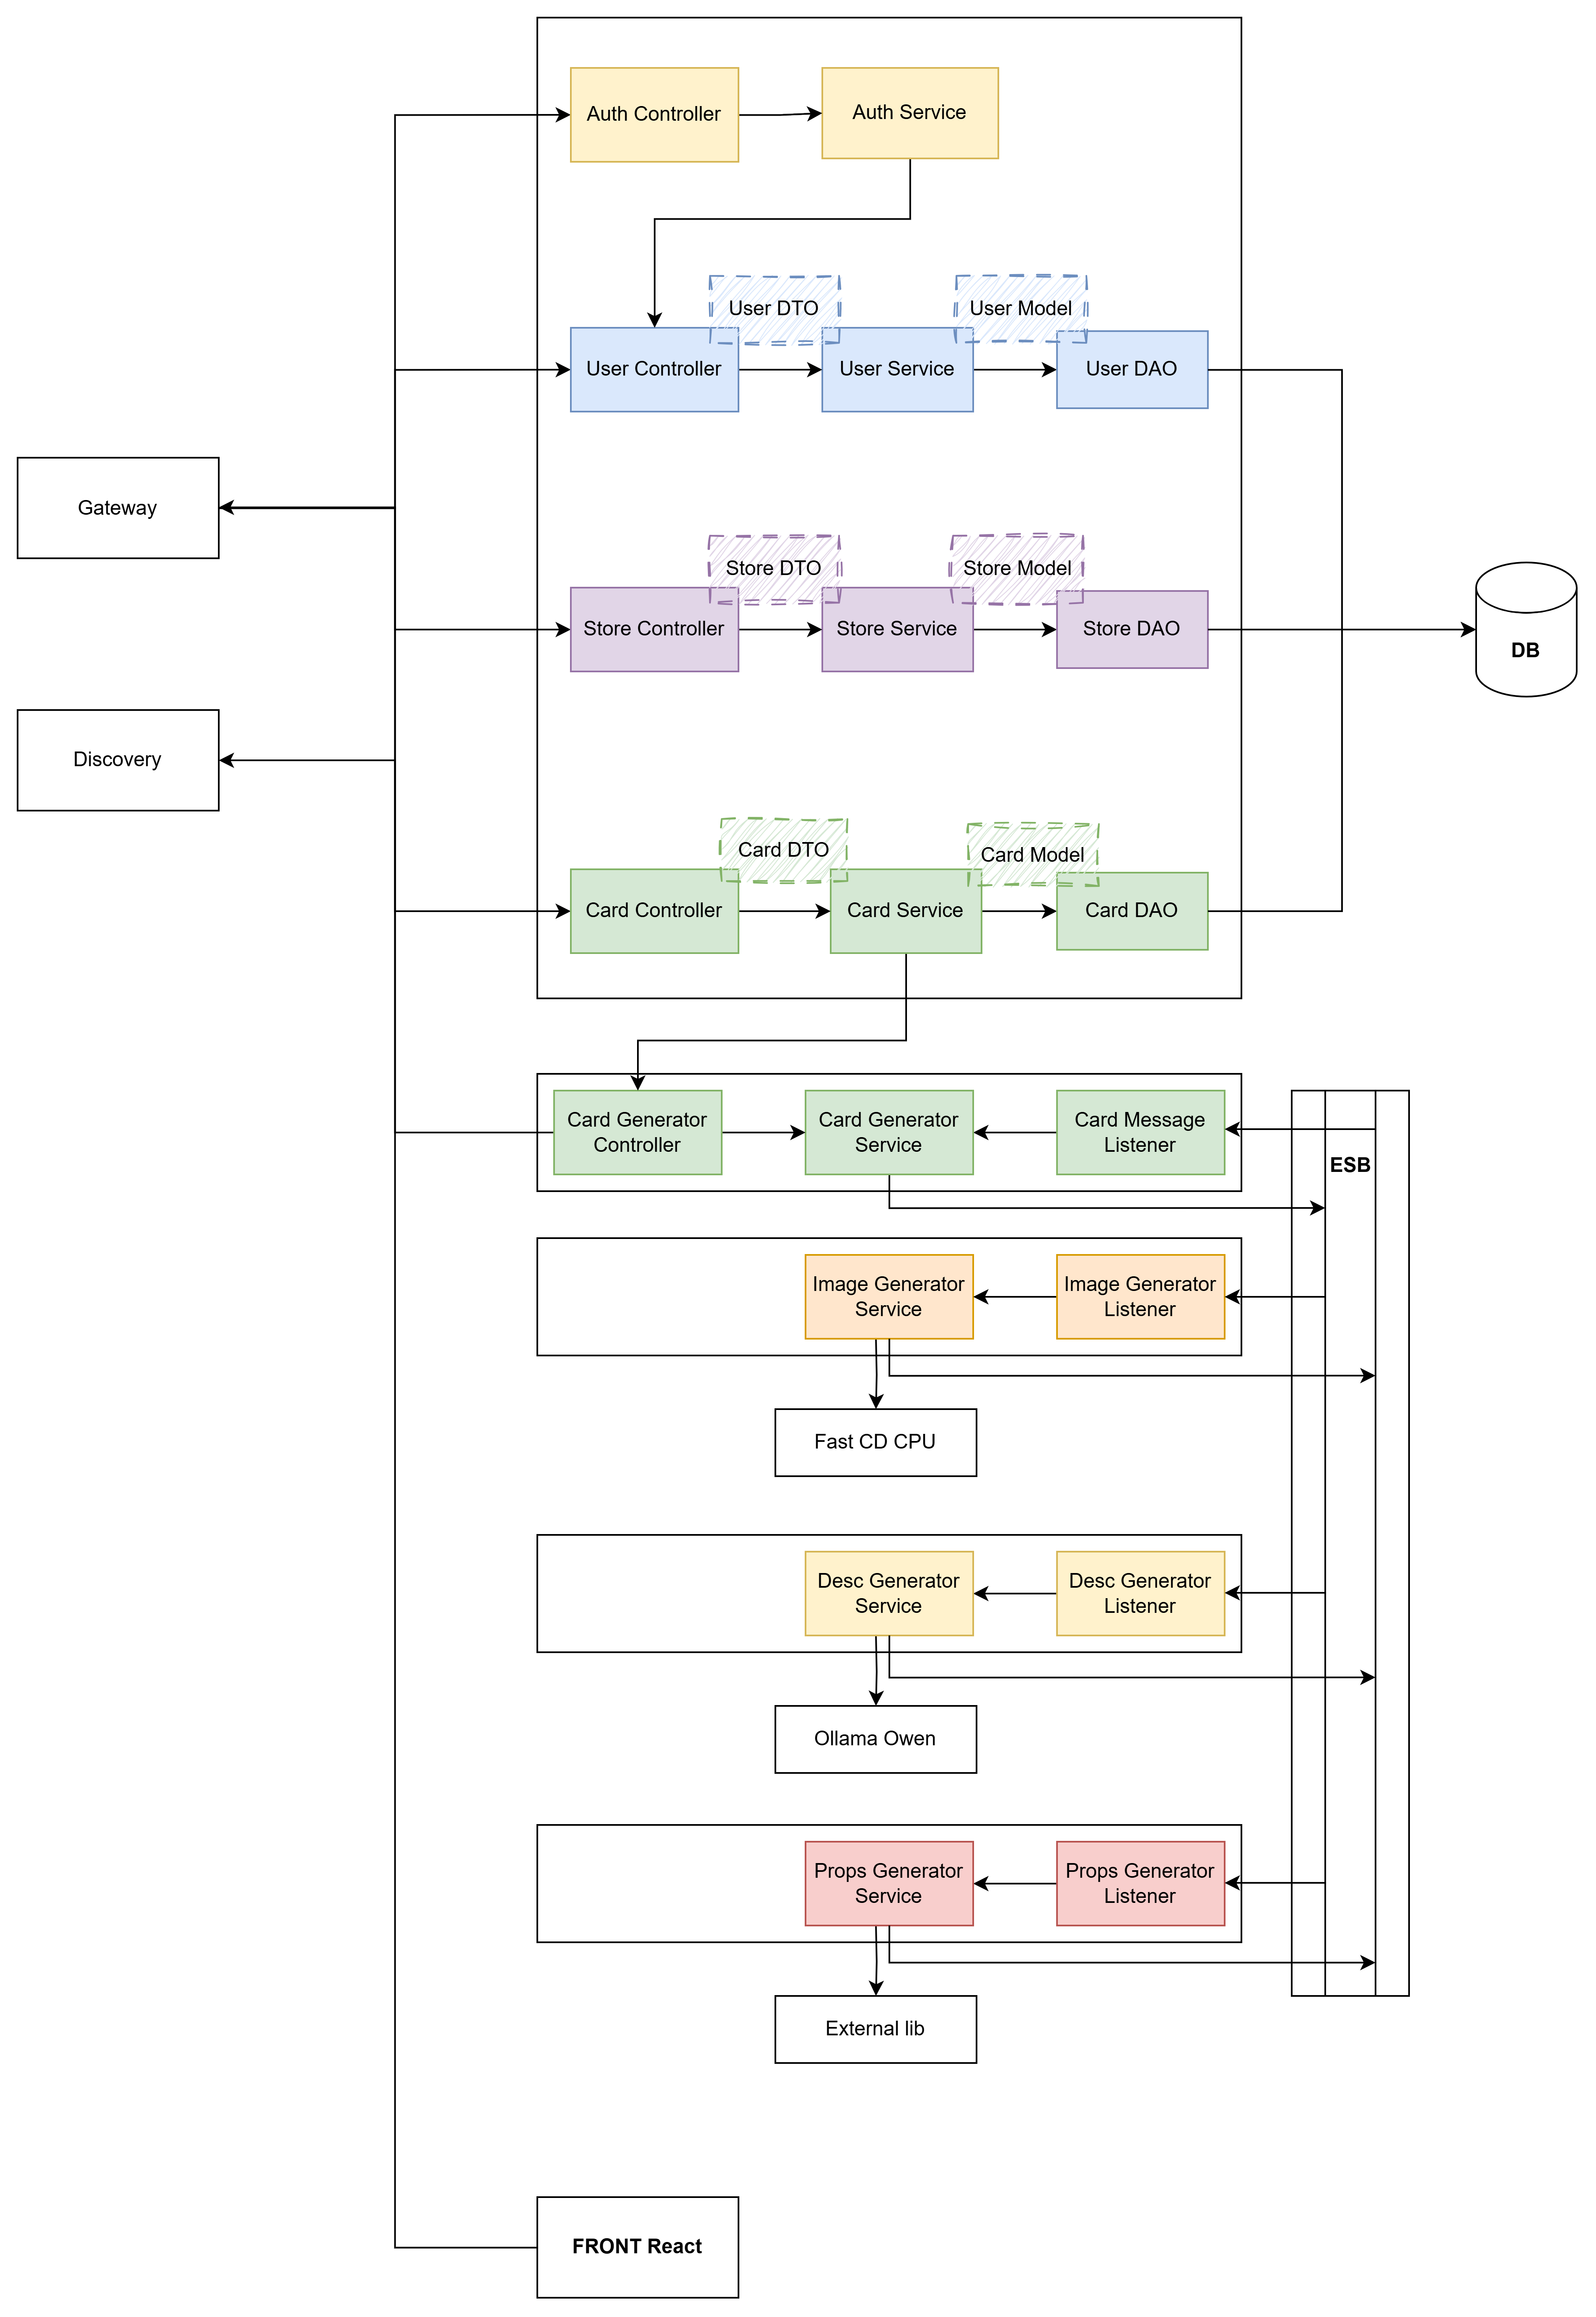 Auth Controller
Auth Service
User DTO
User Model
User Controller
User Service
User DAO
Gateway
Store DTO
Store Model
Store Controller
Store Service
Store DAO
DB
Discovery
Card DTO
Card Model
Card Controller
Card Service
Card DAO
Card Generator
Controller
Card Generator
Service
Card Message
Listener
ESB
Image Generator
Service
Image Generator
Listener
Fast CD CPU
Desc Generator
Service
Desc Generator
Listener
Ollama Owen
Props Generator
Service
Props Generator
Listener
External lib
FRONT React